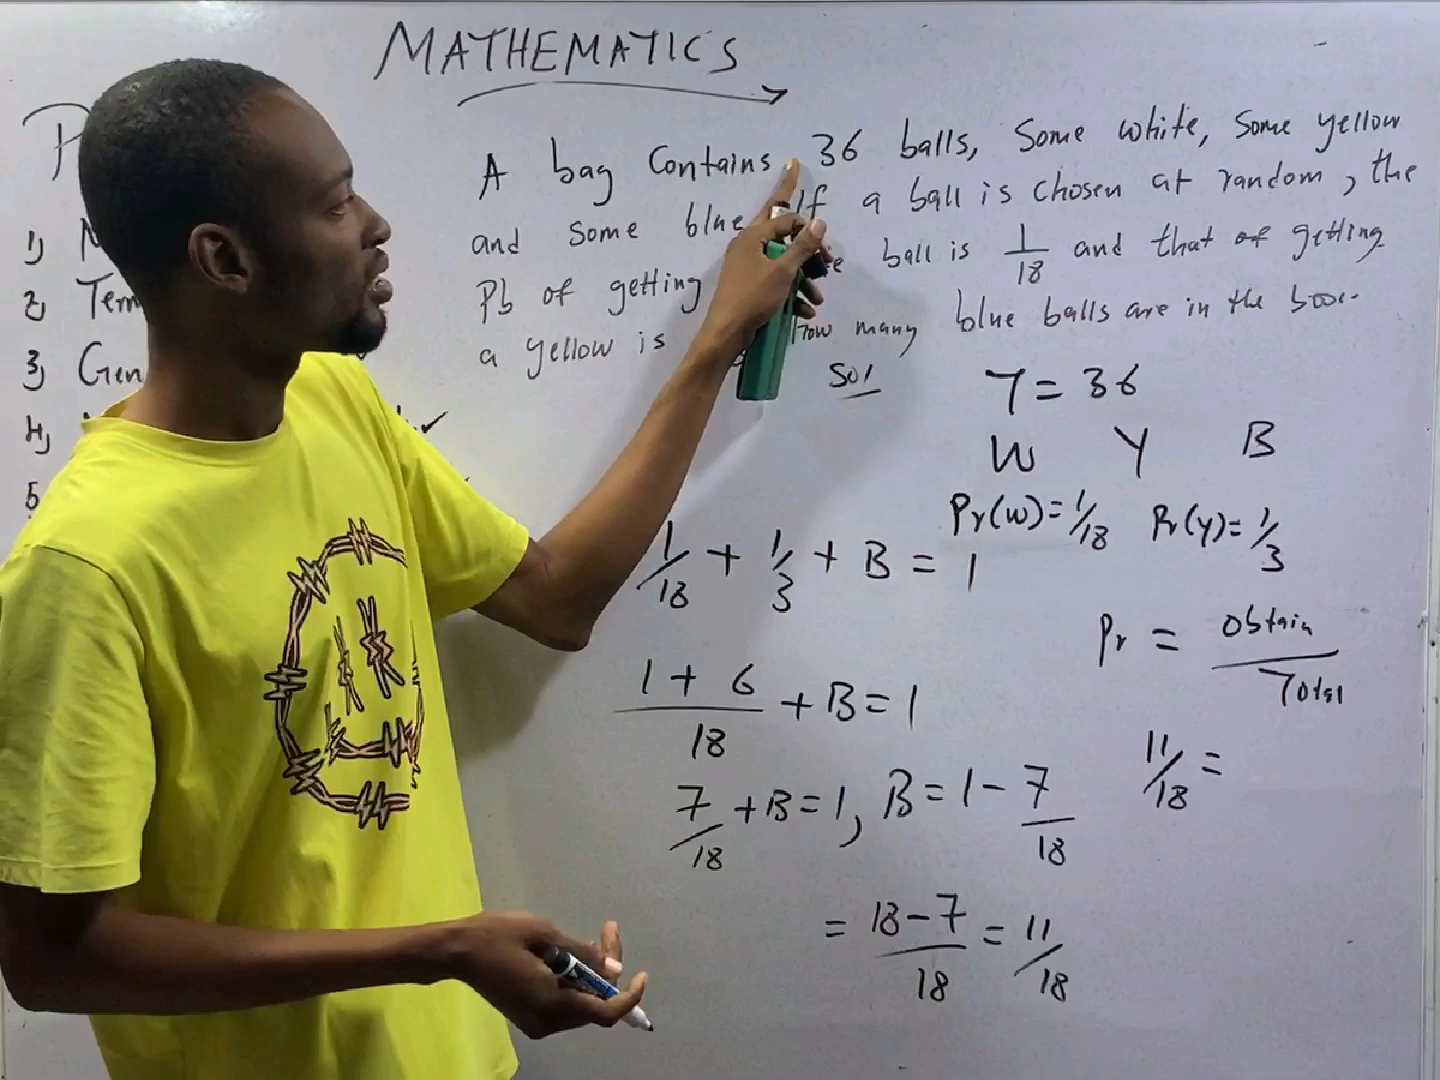 MATHEMATICS
A bag Contains 36 balls, Some white, Some yellow
and some blue If a ball is chosen at random, the
Pb of getting ball is 1/18 and that of getting
a yellow is how many blue balls are in the box.
Sol
T = 36
W Y B
Pr(w) = 1/18 Pr(y) = 1/3
1/18 + 1/3 + B = 1
Pr = Obtain/Total
(1 + 6)/18 + B = 1
11/18 =
7/18 + B = 1, B = 1 - 7/18
= (18 - 7)/18 = 11/18
1)
2)
3) Gen
4)
5